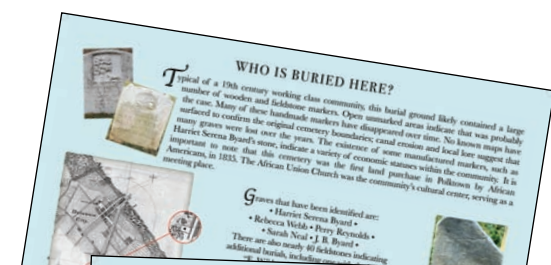 WHO IS BURIED HERE?
Typical of a 19th century working class community, this burial ground likely contained a large
number of wooden and fieldstone markers. Open unmarked areas indicate that was probably
the case. Many of these handmade markers have disappeared over time. No known maps have
surfaced to confirm the original cemetery boundaries; canal erosion and local lore suggest that
many graves were lost over the years. The existence of some manufactured markers, such as
Harriet Serena Byard's stone, indicate a variety of economic statuses within the community. It is
important to note that this cemetery was the first land purchase in Polktown by African
Americans, in 1835. The African Union Church was the community's cultural center, serving as a
meeting place.
Graves that have been identified are:
• Harriet Serena Byard •
• Rebecca Webb • Perry Reynolds •
• Sarah Neal • J. B. Byard •
There are also nearly 40 fieldstones indicating
additional burials, including one